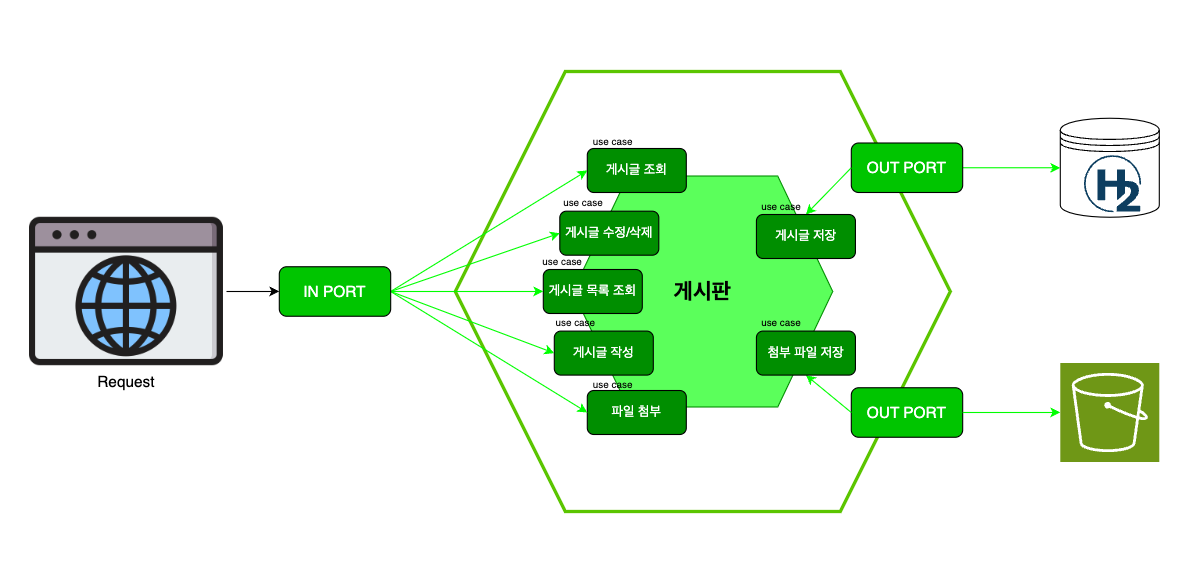 Request
IN PORT
use case
게시글 조회
use case
게시글 수정/삭제
use case
게시글 목록 조회
use case
게시글 작성
use case
파일 첨부
게시판
use case
게시글 저장
use case
첨부 파일 저장
OUT PORT
OUT PORT
H2